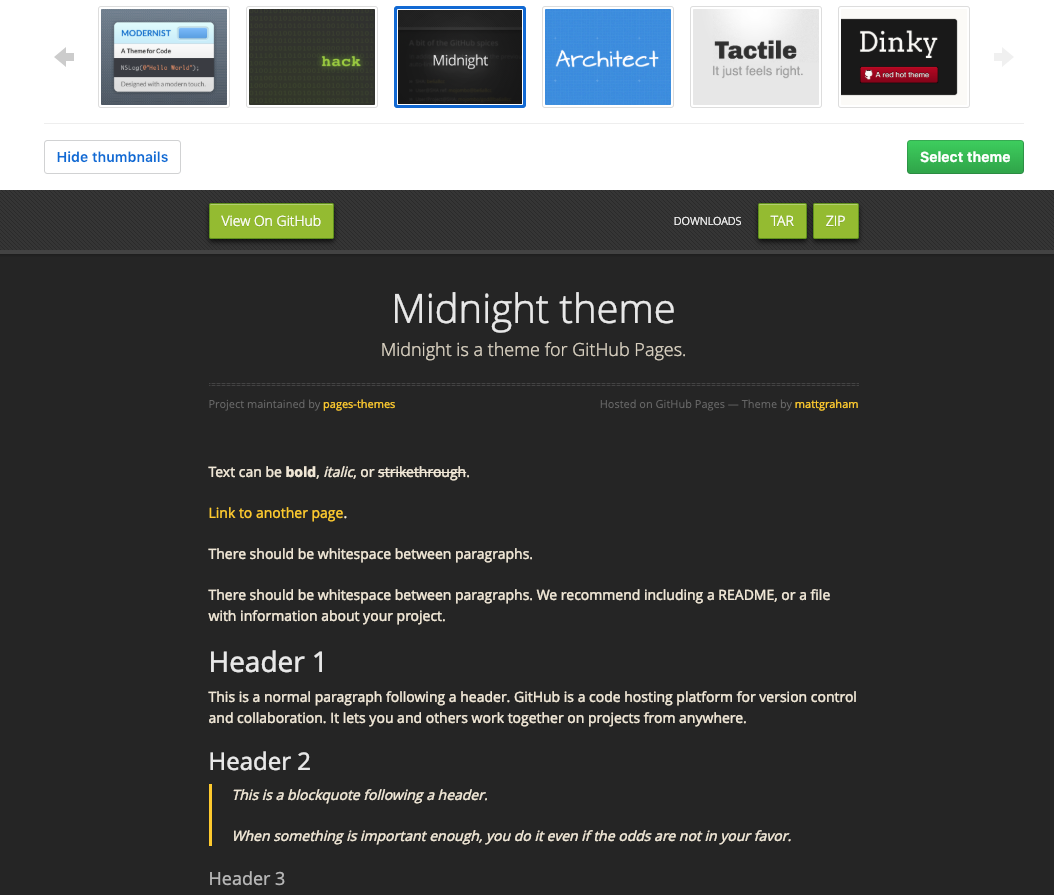 MODERNIST
A Theme for Code
NSLog(@"Hello World");
Designed with a modern touch.
hack
Midnight
Architect
Tactile
It just feels right.
Dinky
A red hot theme
Hide thumbnails
Select theme
View On GitHub
DOWNLOADS
TAR
ZIP
Midnight theme
Midnight is a theme for GitHub Pages.
Project maintained by pages-themes
Hosted on GitHub Pages — Theme by mattgraham
Text can be bold, italic, or strikethrough.
Link to another page.
There should be whitespace between paragraphs.
There should be whitespace between paragraphs. We recommend including a README, or a file
with information about your project.
Header 1
This is a normal paragraph following a header. GitHub is a code hosting platform for version control
and collaboration. It lets you and others work together on projects from anywhere.
Header 2
This is a blockquote following a header.
When something is important enough, you do it even if the odds are not in your favor.
Header 3